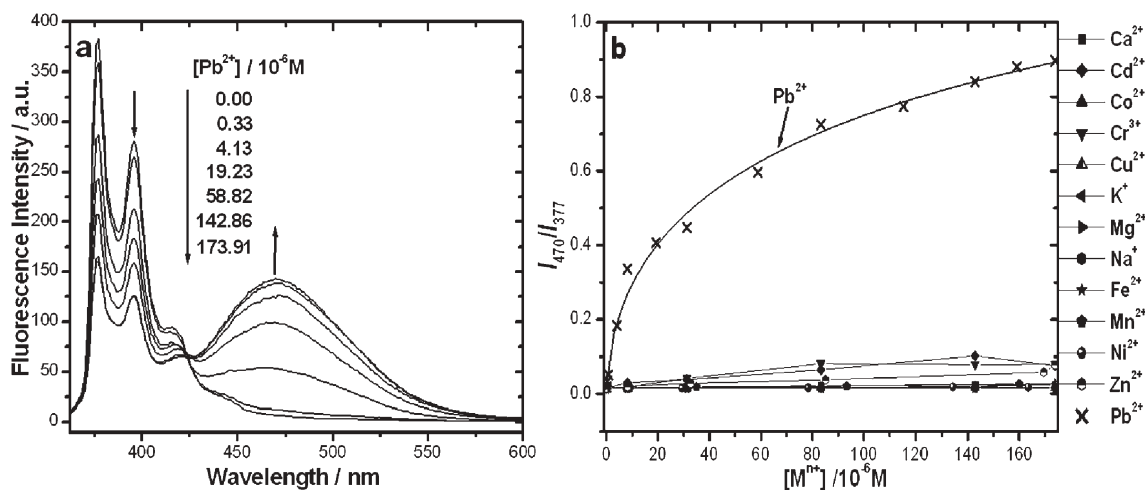 a
[Pb²⁺] / 10⁻⁶M
0.00
0.33
4.13
19.23
58.82
142.86
173.91
400
350
300
250
200
150
100
50
0
Fluorescence Intensity / a.u.
400 450 500 550 600
Wavelength / nm
b
Pb²⁺
1.0
0.8
0.6
0.4
0.2
0.0
I₄₇₀/I₃₇₇
0 20 40 60 80 100 120 140 160
[Mⁿ⁺] /10⁻⁶M
Ca²⁺
Cd²⁺
Co²⁺
Cr³⁺
Cu²⁺
K⁺
Mg²⁺
Na⁺
Fe²⁺
Mn²⁺
Ni²⁺
Zn²⁺
Pb²⁺